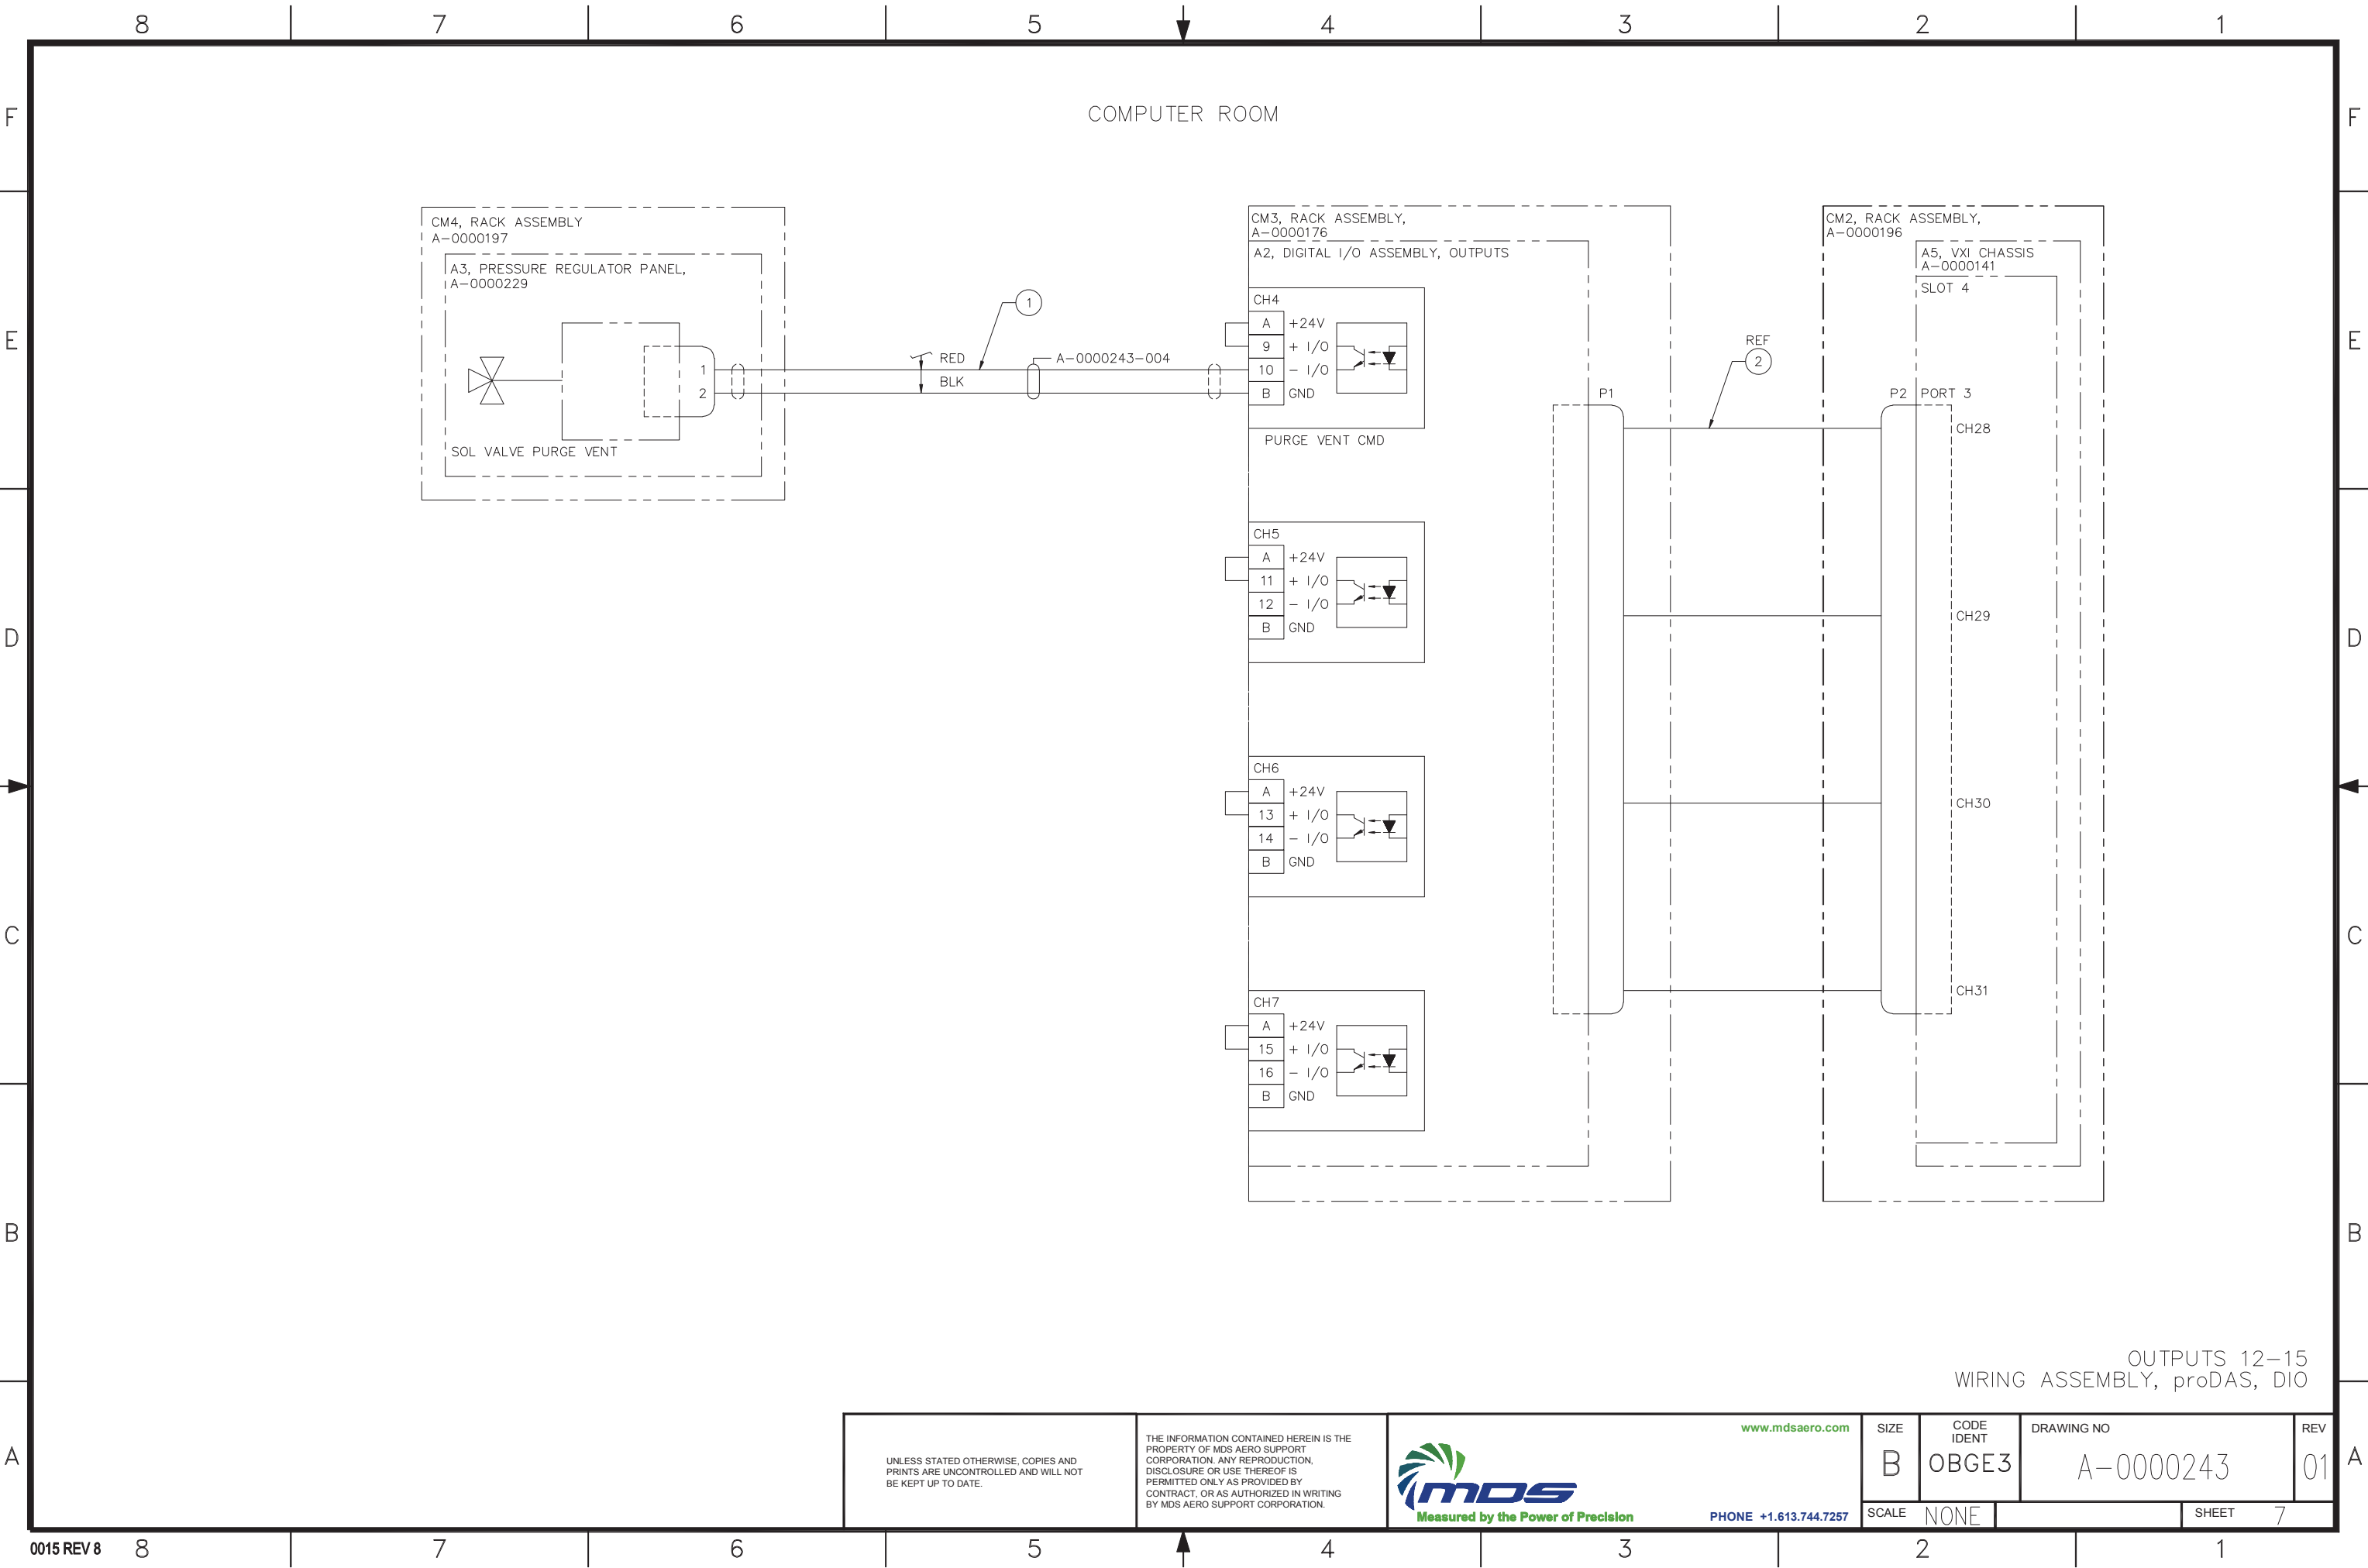 8 7 6 5 4 3 2 1
F F
COMPUTER ROOM
CM4, RACK ASSEMBLY
A-0000197
A3, PRESSURE REGULATOR PANEL,
A-0000229
1
2
SOL VALVE PURGE VENT
RED
BLK
1
A-0000243-004
CM3, RACK ASSEMBLY,
A-0000176
A2, DIGITAL I/O ASSEMBLY, OUTPUTS
CH4
A +24V
9 + I/O
10 - I/O
B GND
PURGE VENT CMD
CH5
A +24V
11 + I/O
12 - I/O
B GND
CH6
A +24V
13 + I/O
14 - I/O
B GND
CH7
A +24V
15 + I/O
16 - I/O
B GND
P1
REF
2
CM2, RACK ASSEMBLY,
A-0000196
A5, VXI CHASSIS
A-0000141
SLOT 4
P2 PORT 3
CH28
CH29
CH30
CH31
E E
D D
C C
B B
A A
OUTPUTS 12-15
WIRING ASSEMBLY, proDAS, DIO
UNLESS STATED OTHERWISE, COPIES AND
PRINTS ARE UNCONTROLLED AND WILL NOT
BE KEPT UP TO DATE.
THE INFORMATION CONTAINED HEREIN IS THE
PROPERTY OF MDS AERO SUPPORT
CORPORATION. ANY REPRODUCTION,
DISCLOSURE OR USE THEREOF IS
PERMITTED ONLY AS PROVIDED BY
CONTRACT, OR AS AUTHORIZED IN WRITING
BY MDS AERO SUPPORT CORPORATION.
www.mdsaero.com
MDS
Measured by the Power of Precision
PHONE +1.613.744.7257
SIZE
B
CODE
IDENT
OBGE3
DRAWING NO
A-0000243
REV
01
SCALE NONE
SHEET 7
0015 REV 8
8 7 6 5 4 3 2 1